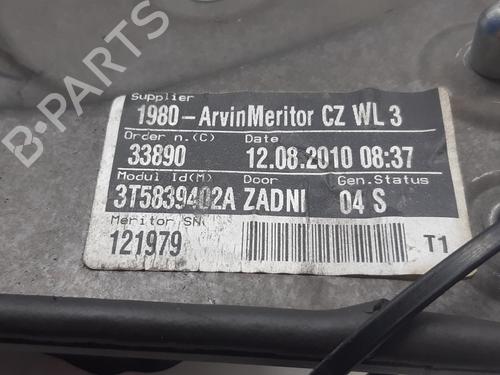 Supplier
1980-ArvinMeritor CZ WL 3
Order n.(C) Date
33890 12.08.2010 08:37
Modul Id(M) Door Gen.Status
3T5839402A ZADNI 04 S
Meritor SN(
121979 T1
B-PARTS